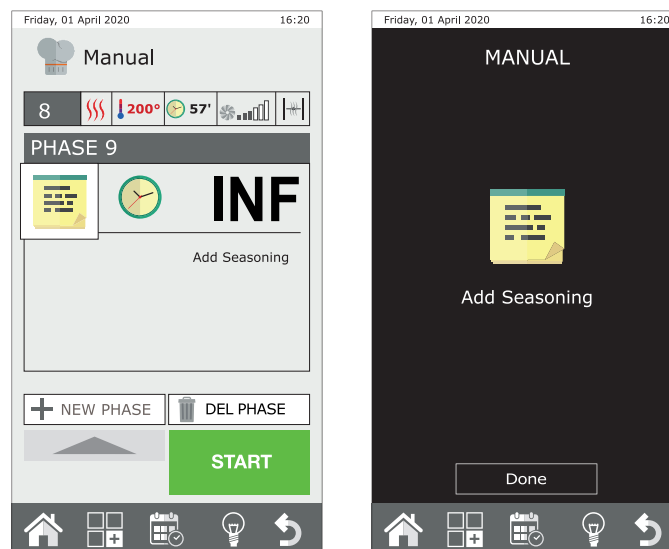 Friday, 01 April 2020 16:20
Manual
8 200° 57'
PHASE 9
INF
Add Seasoning
NEW PHASE DEL PHASE
START
Friday, 01 April 2020 16:20
MANUAL
Add Seasoning
Done